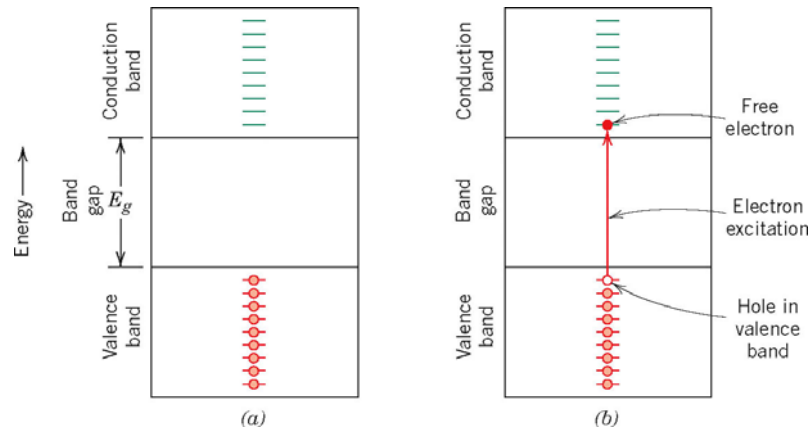 Energy
Conduction
band
Band
gap
E_g
Valence
band
(a)
Conduction
band
Band
gap
Valence
band
Free
electron
Electron
excitation
Hole in
valence
band
(b)